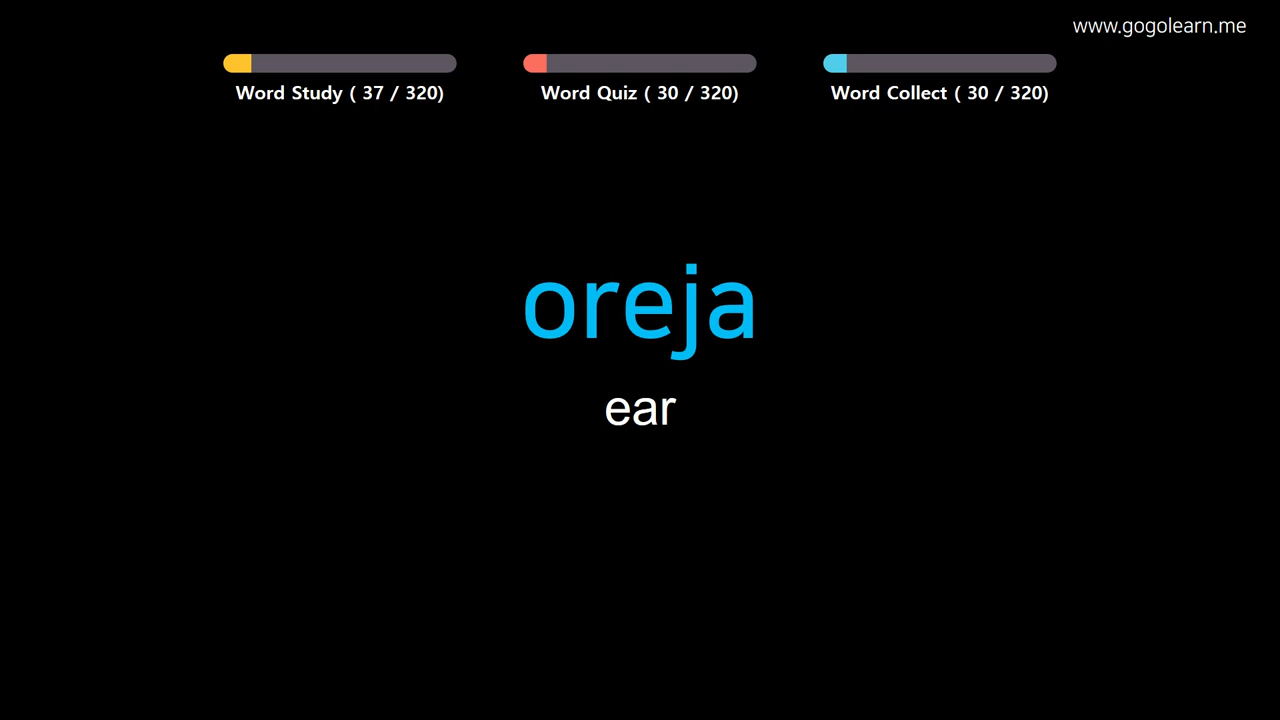 www.gogolearn.me
Word Study ( 37 / 320)
Word Quiz ( 30 / 320)
Word Collect ( 30 / 320)
oreja
ear